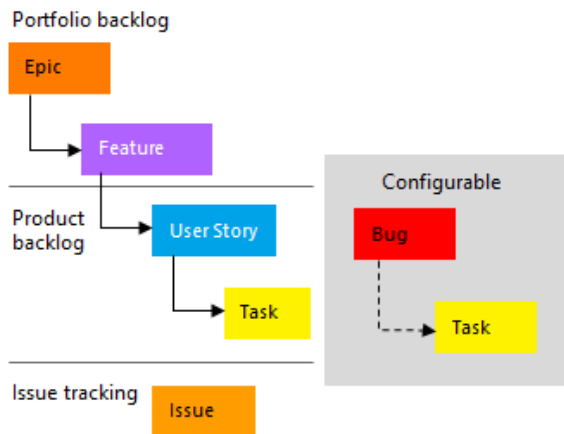 Portfolio backlog
Epic
Feature
Configurable
Product
backlog
User Story
Bug
Task
Task
Issue tracking
Issue